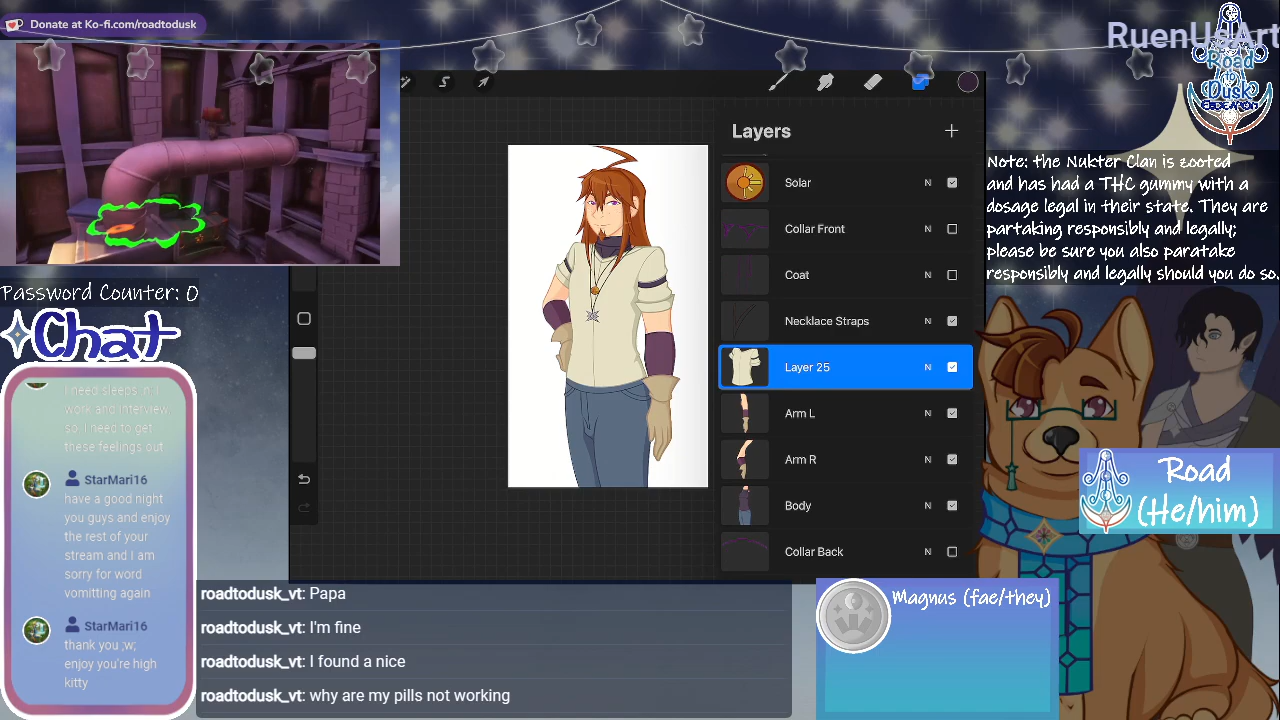 Donate at Ko-fi.com/roadtodusk
Road
to
Dusk
Layers
Solar
N
Collar Front
N
Coat
N
Necklace Straps
N
Layer 25
N
Arm L
N
Arm R
N
Body
N
Collar Back
N
Note: the Nukter Clan is zooted
and has had a THC gummy with a
dosage legal in their state. They are
partaking responsibly and legally;
please be sure you also paratake
responsibly and legally should you do so.
Password Counter: 0
Chat
I need sleeps n I
work and interview
so I need to get
these feelings out
StarMari16
have a good night
you guys and enjoy
the rest of your
stream and I am
sorry for word
vomitting again
StarMari16
thank you ;w;
enjoy you're high
kitty
roadtodusk_vt: Papa
roadtodusk_vt: I'm fine
roadtodusk_vt: I found a nice
roadtodusk_vt: why are my pills not working
Road
(He/him)
Magnus (fae/they)